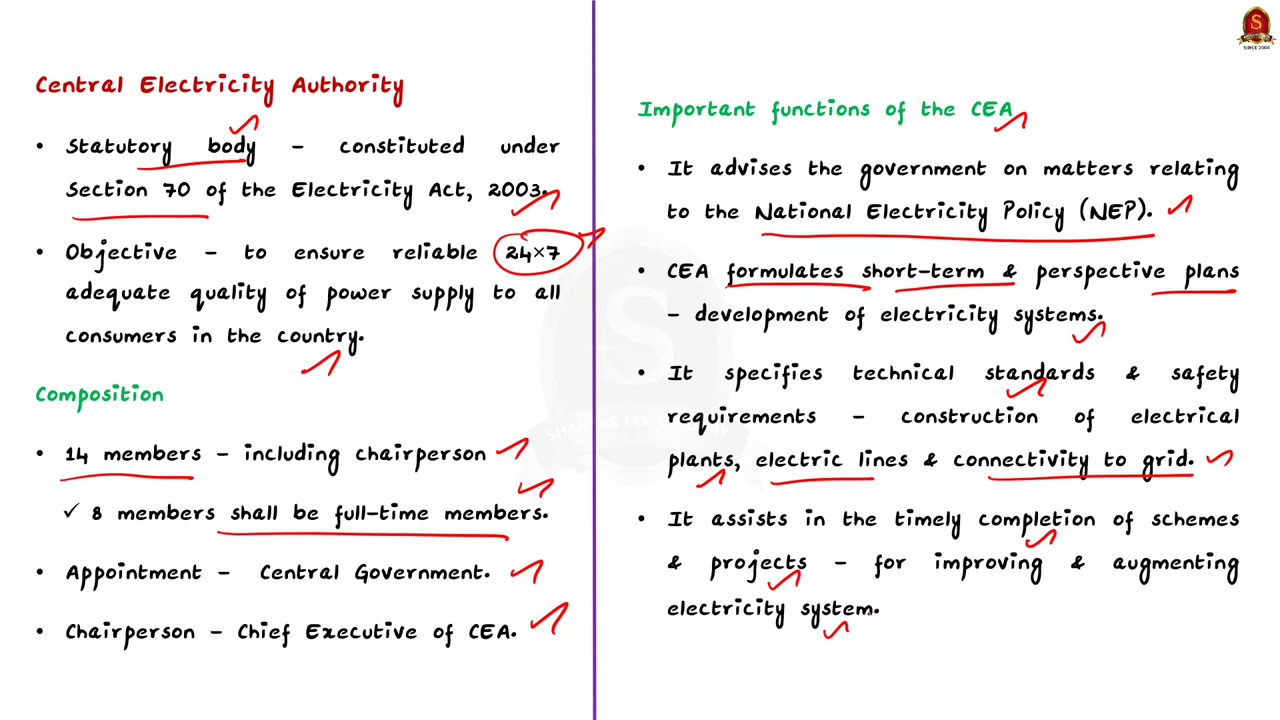 Central Electricity Authority
• Statutory body – constituted under
Section 70 of the Electricity Act, 2003.
• Objective – to ensure reliable 24×7
adequate quality of power supply to all
consumers in the country.
Composition
• 14 members – including chairperson
✓ 8 members shall be full-time members.
• Appointment – Central Government.
• Chairperson – Chief Executive of CEA.
S
SINCE 2004
Important functions of the CEA
• It advises the government on matters relating
to the National Electricity Policy (NEP).
• CEA formulates short-term & perspective plans
– development of electricity systems.
• It specifies technical standards & safety
requirements – construction of electrical
plants, electric lines & connectivity to grid.
• It assists in the timely completion of schemes
& projects – for improving & augmenting
electricity system.